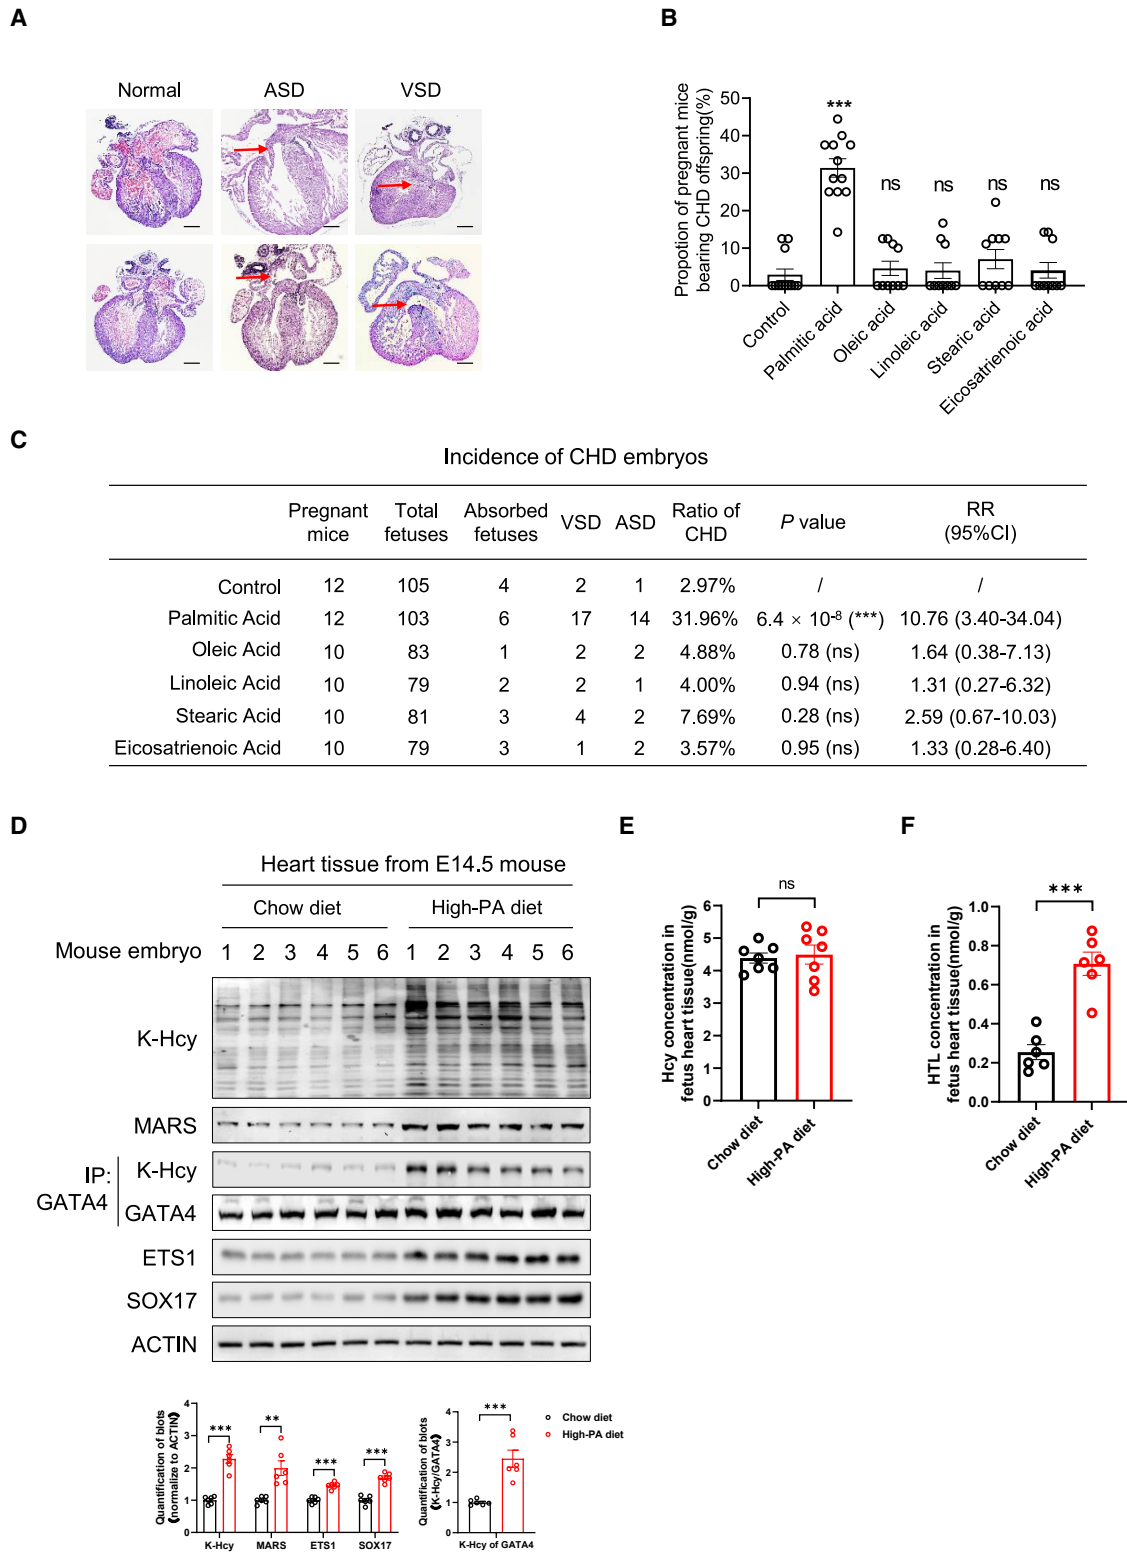 A
Normal
ASD
VSD
B
Propotion of pregnant mice
bearing CHD offspring(%)
50
40
30
20
10
0
***
ns
ns
ns
ns
Control
Palmitic acid
Oleic acid
Linoleic acid
Stearic acid
Eicosatrienoic acid
C
Incidence of CHD embryos
Pregnant mice Total fetuses Absorbed fetuses VSD ASD Ratio of CHD P value RR (95%CI)
Control 12 105 4 2 1 2.97% / /
Palmitic Acid 12 103 6 17 14 31.96% 6.4 × 10⁻⁸ (***) 10.76 (3.40-34.04)
Oleic Acid 10 83 1 2 2 4.88% 0.78 (ns) 1.64 (0.38-7.13)
Linoleic Acid 10 79 2 2 1 4.00% 0.94 (ns) 1.31 (0.27-6.32)
Stearic Acid 10 81 3 4 2 7.69% 0.28 (ns) 2.59 (0.67-10.03)
Eicosatrienoic Acid 10 79 3 1 2 3.57% 0.95 (ns) 1.33 (0.28-6.40)
D
Heart tissue from E14.5 mouse
Chow diet High-PA diet
Mouse embryo 1 2 3 4 5 6 1 2 3 4 5 6
K-Hcy
MARS
IP:
GATA4
K-Hcy
GATA4
ETS1
SOX17
ACTIN
Quantification of blots
(normalize to ACTIN)
4
3
2
1
0
***
**
***
***
K-Hcy
MARS
ETS1
SOX17
Quantification of blots
(K-Hcy/GATA4)
4
3
2
1
0
***
K-Hcy of GATA4
Chow diet
High-PA diet
E
Hcy concentration in
fetus heart tissue(nmol/g)
6
5
4
3
2
1
0
ns
Chow diet
High-PA diet
F
HTL concentration in
fetus heart tissue(nmol/g)
1.0
0.8
0.6
0.4
0.2
0.0
***
Chow diet
High-PA diet